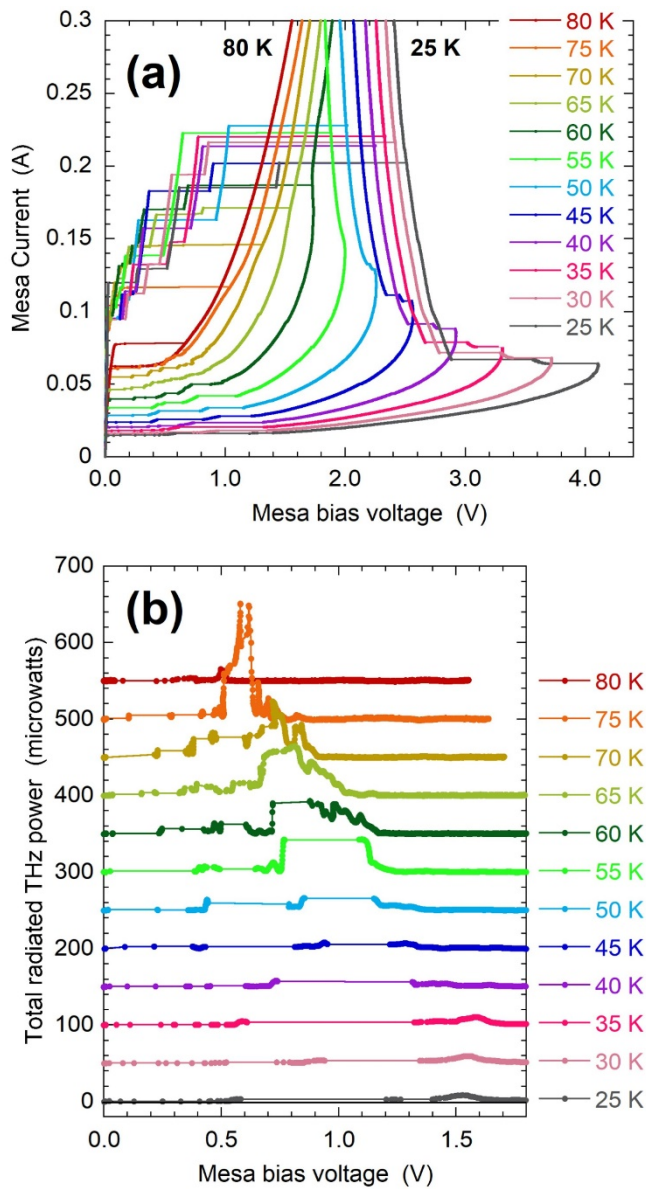 (a)
80 K
25 K
0.3
0.25
0.2
0.15
0.1
0.05
0
Mesa Current (A)
0.0
1.0
2.0
3.0
4.0
Mesa bias voltage (V)
80 K
75 K
70 K
65 K
60 K
55 K
50 K
45 K
40 K
35 K
30 K
25 K
(b)
700
600
500
400
300
200
100
0
Total radiated THz power (microwatts)
0.0
0.5
1.0
1.5
Mesa bias voltage (V)
80 K
75 K
70 K
65 K
60 K
55 K
50 K
45 K
40 K
35 K
30 K
25 K